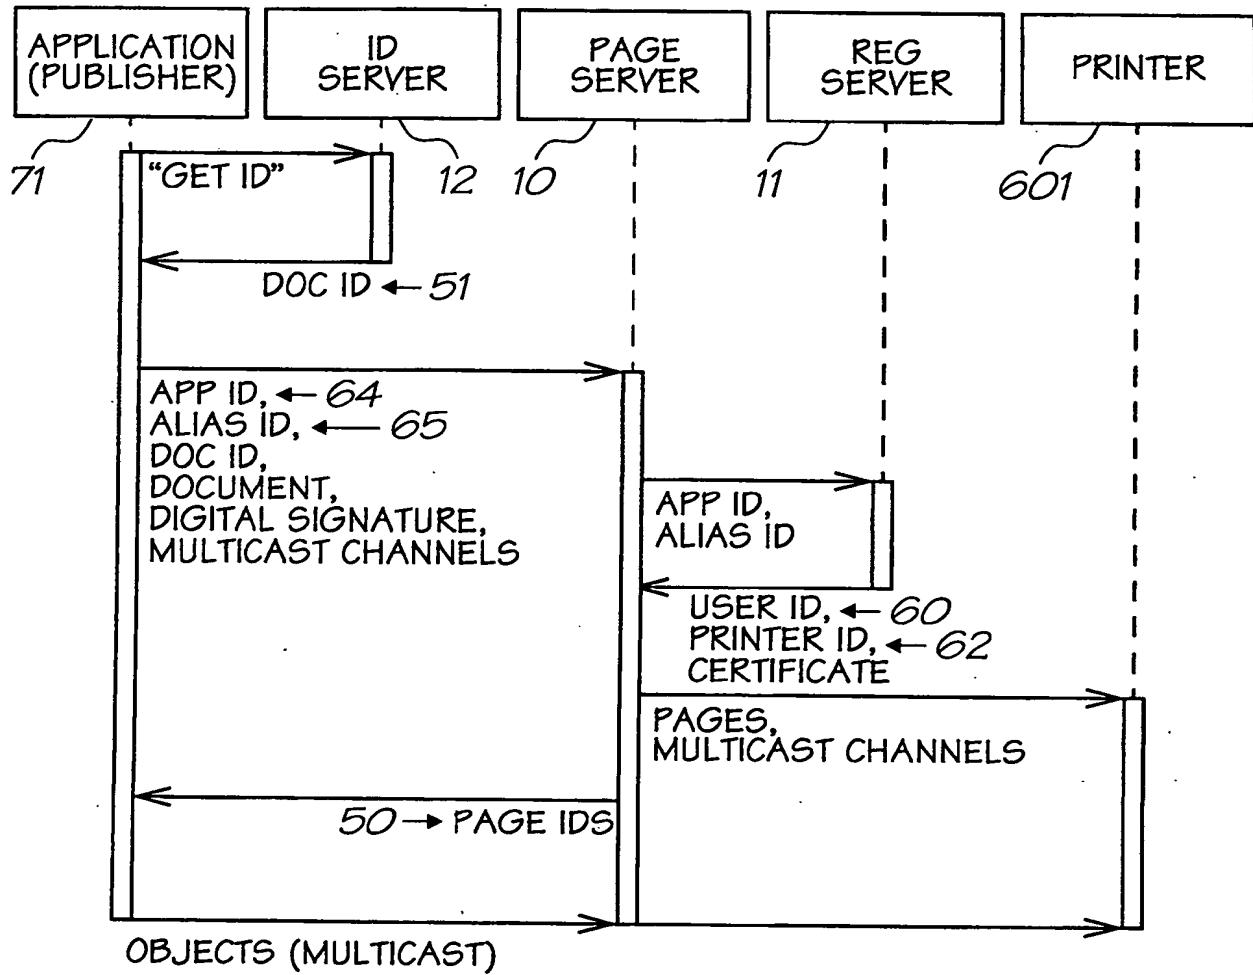 APPLICATION
(PUBLISHER)
ID
SERVER
PAGE
SERVER
REG
SERVER
PRINTER
71
12
10
11
601
"GET ID"
DOC ID ← 51
APP ID, ← 64
ALIAS ID, ← 65
DOC ID,
DOCUMENT,
DIGITAL SIGNATURE,
MULTICAST CHANNELS
APP ID,
ALIAS ID
USER ID, ← 60
PRINTER ID, ← 62
CERTIFICATE
PAGES,
MULTICAST CHANNELS
50 → PAGE IDS
OBJECTS (MULTICAST)